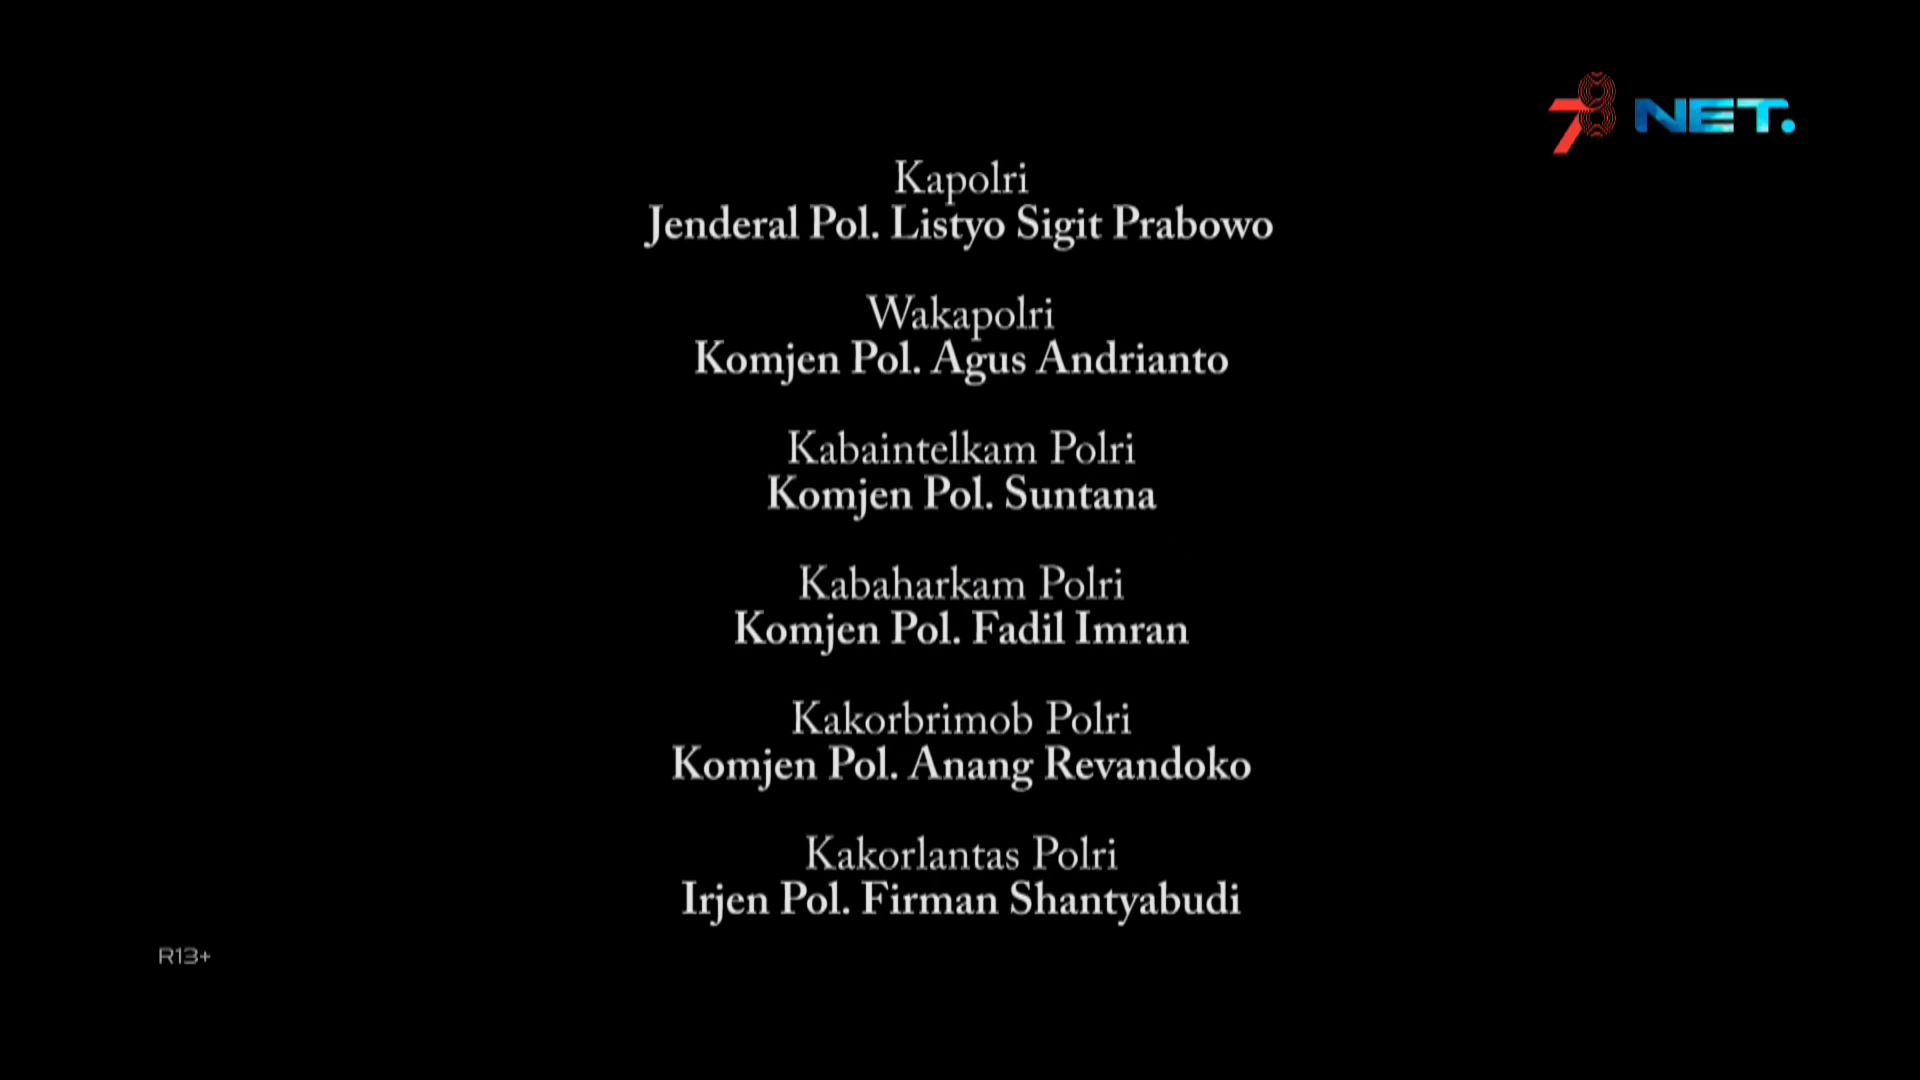 78 NET.
Kapolri
Jenderal Pol. Listyo Sigit Prabowo
Wakapolri
Komjen Pol. Agus Andrianto
Kabaintelkam Polri
Komjen Pol. Suntana
Kabaharkam Polri
Komjen Pol. Fadil Imran
Kakorbrimob Polri
Komjen Pol. Anang Revandoko
Kakorlantas Polri
Irjen Pol. Firman Shantyabudi
R13+